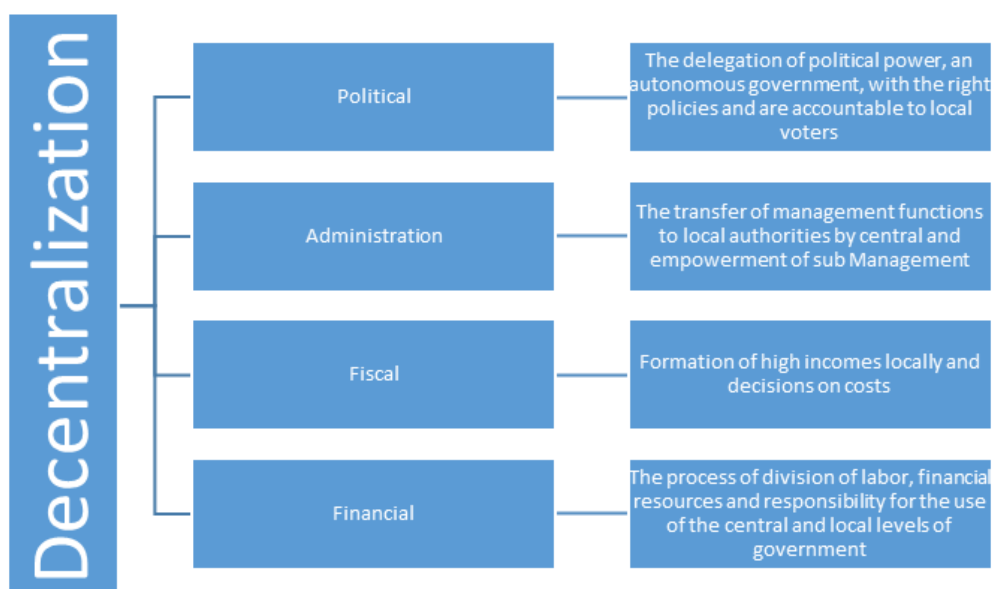 Decentralization
Political
The delegation of political power, an
autonomous government, with the right
policies and are accountable to local
voters
Administration
The transfer of management functions
to local authorities by central and
empowerment of sub Management
Fiscal
Formation of high incomes locally and
decisions on costs
Financial
The process of division of labor, financial
resources and responsibility for the use
of the central and local levels of
government